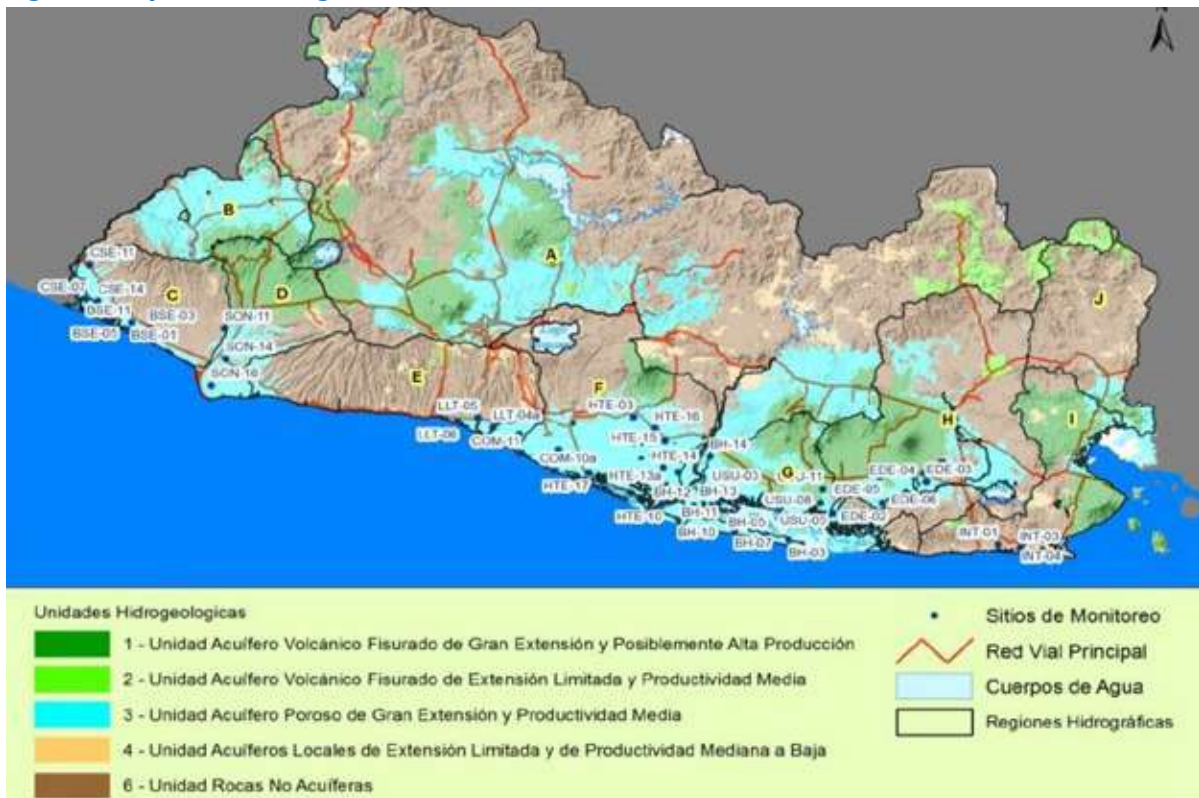 N
B
A
CSE-11
C
D
J
CSE-07
CSE-14
BSE-03
SON-11
BSE-05
BSE-01
SON-14
SON-16
E
F
LLT-05
LLT-04a
HTE-03
HTE-16
H
I
LLT-06
COM-11
HTE-15
BH-14
COM-10a
HTE-14
USU-03
G
EDE-04
EDE-03
HTE-17
HTE-13a
BH-12
BH-13
USU-08
EDE-05
EDE-06
HTE-10
BH-11
BH-05
USU-05
EDE-02
BH-10
BH-07
BH-03
INT-01
INT-03
INT-04
Unidades Hidrogeologicas
1 - Unidad Acuífero Volcánico Fisurado de Gran Extensión y Posiblemente Alta Producción
2 - Unidad Acuífero Volcánico Fisurado de Extensión Limitada y Productividad Media
3 - Unidad Acuífero Poroso de Gran Extensión y Productividad Media
4 - Unidad Acuíferos Locales de Extensión Limitada y de Productividad Mediana a Baja
6 - Unidad Rocas No Acuíferas
Sitios de Monitoreo
Red Vial Principal
Cuerpos de Agua
Regiones Hidrográficas